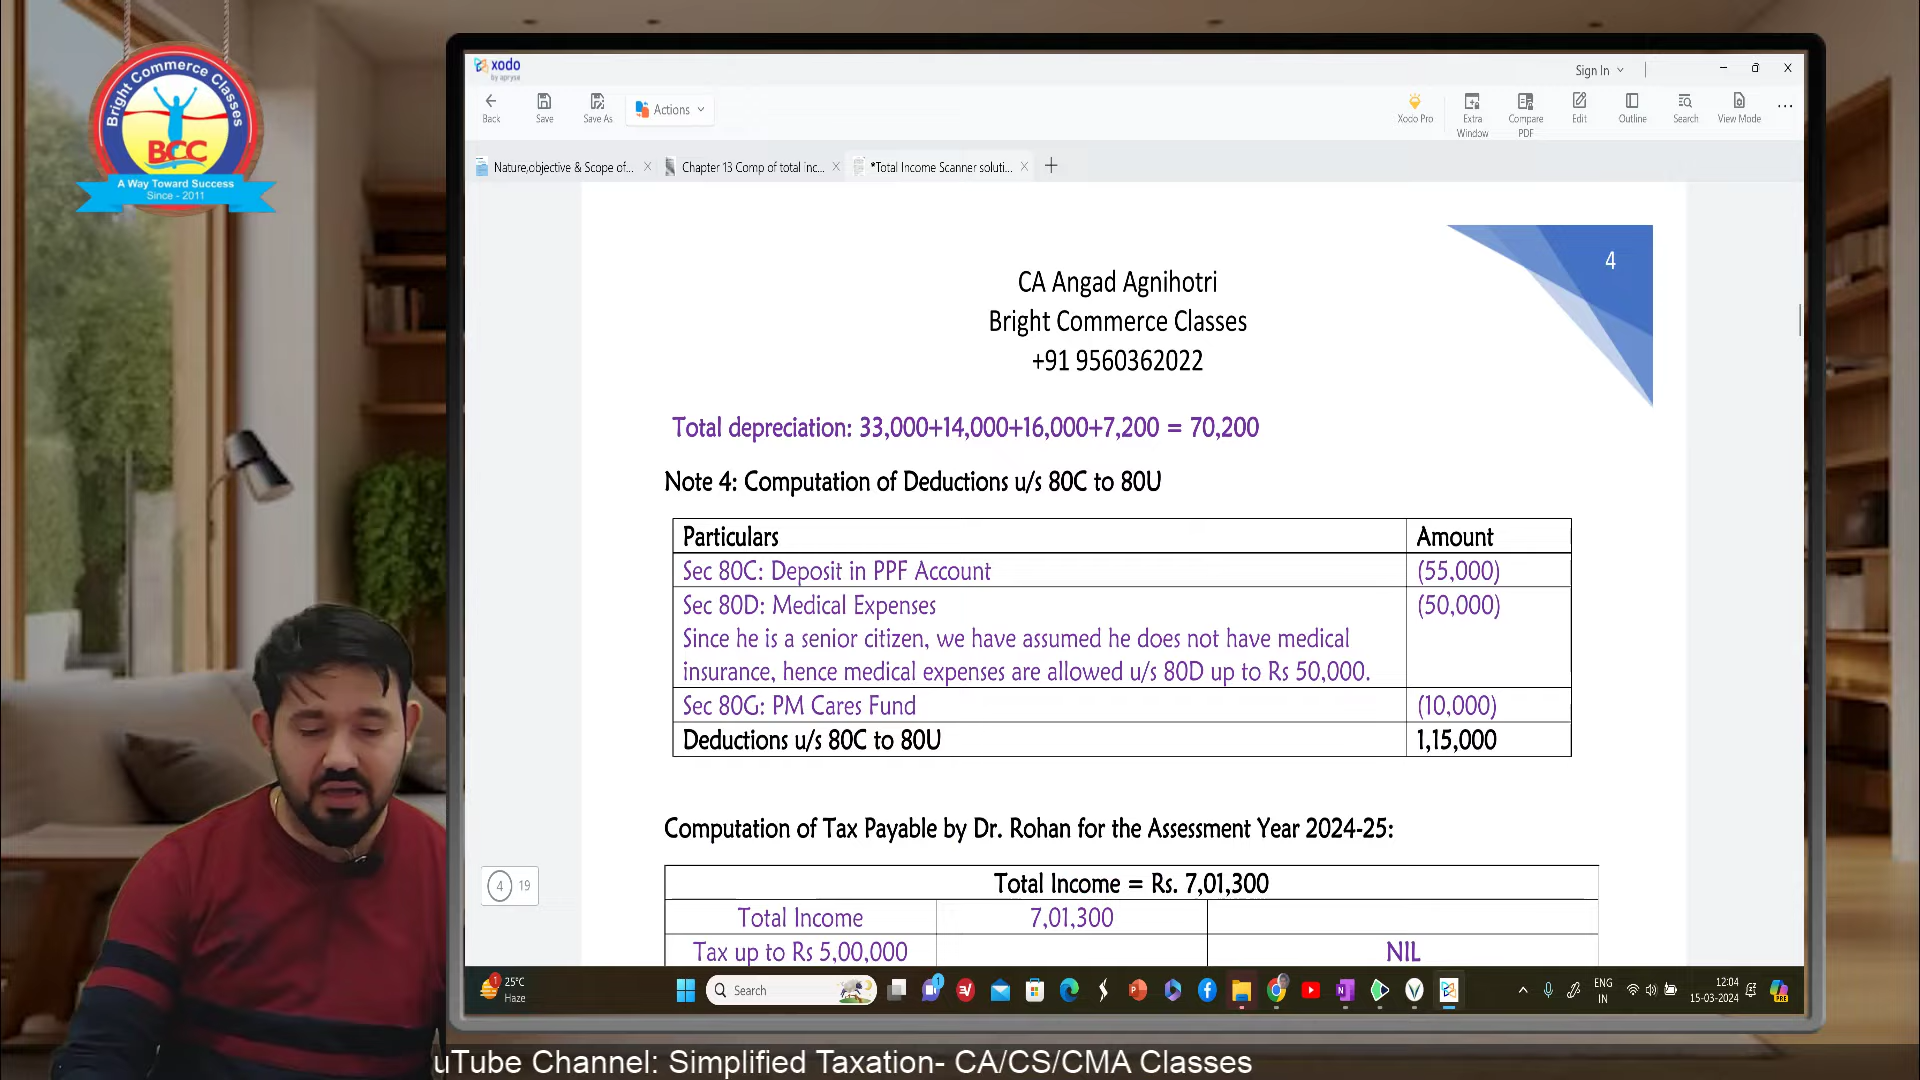 Bright Commerce Classes
BCC
A Way Toward Success
Since - 2011
xodo
by apryse
Sign In
Back
Save
Save As
Actions
Xodo Pro
Extra Window
Compare PDF
Edit
Outline
Search
View Mode
Nature,objective & Scope of...
Chapter 13 Comp of total inc...
*Total Income Scanner soluti...
4
CA Angad Agnihotri
Bright Commerce Classes
+91 9560362022
Total depreciation: 33,000+14,000+16,000+7,200 = 70,200
Note 4: Computation of Deductions u/s 80C to 80U
Particulars Amount
Sec 80C: Deposit in PPF Account (55,000)
Sec 80D: Medical Expenses (50,000)
Since he is a senior citizen, we have assumed he does not have medical
insurance, hence medical expenses are allowed u/s 80D up to Rs 50,000.
Sec 80G: PM Cares Fund (10,000)
Deductions u/s 80C to 80U 1,15,000
Computation of Tax Payable by Dr. Rohan for the Assessment Year 2024-25:
4 19
Total Income = Rs. 7,01,300
Total Income 7,01,300
Tax up to Rs 5,00,000 NIL
25°C
Haze
Search
ENG
IN
12:04
15-03-2024
uTube Channel: Simplified Taxation- CA/CS/CMA Classes